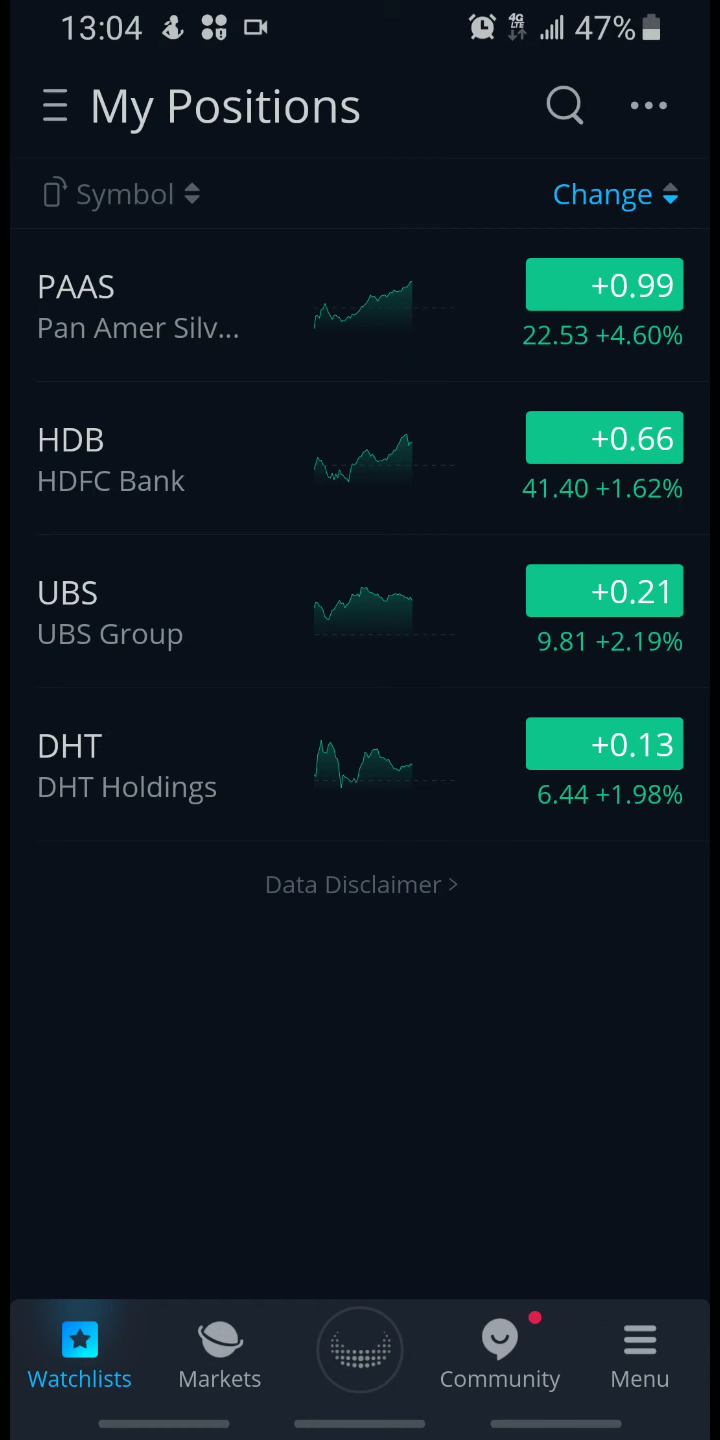 13:04 4G LTE 47%
My Positions
Symbol Change
PAAS +0.99
Pan Amer Silv... 22.53 +4.60%
HDB +0.66
HDFC Bank 41.40 +1.62%
UBS +0.21
UBS Group 9.81 +2.19%
DHT +0.13
DHT Holdings 6.44 +1.98%
Data Disclaimer >
Watchlists Markets Community Menu